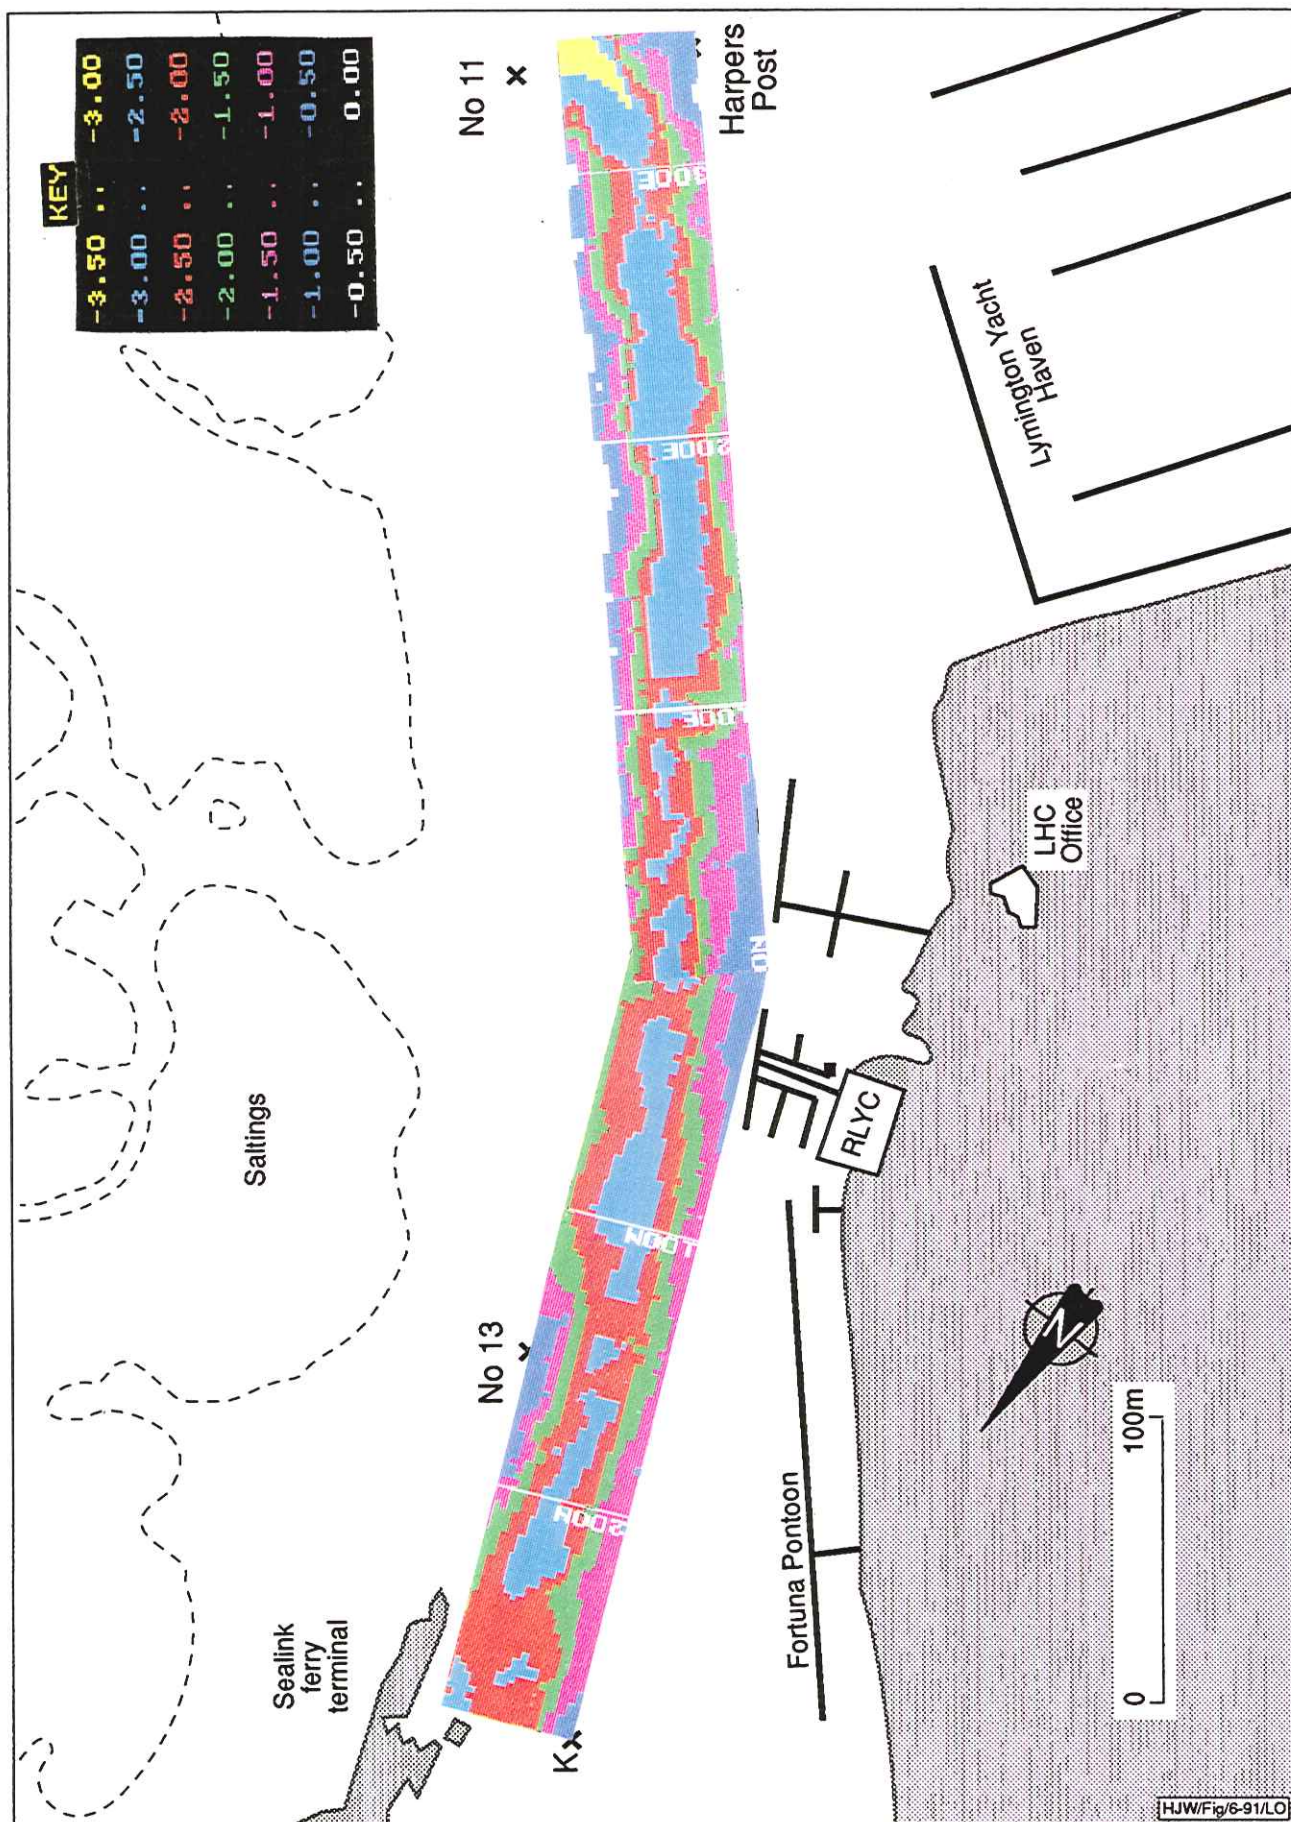 KEY
-3.50 .. -3.00
-3.00 .. -2.50
-2.50 .. -2.00
-2.00 .. -1.50
-1.50 .. -1.00
-1.00 .. -0.50
-0.50 .. 0.00
No 11
Harpers
Post
300E
200E
100E
0N
100N
200N
Lymington Yacht
Haven
LHC
Office
RLYC
Saltings
No 13
Sealink
ferry
terminal
K
Fortuna Pontoon
N
0
100m
HJW/Fig/6-91/LO